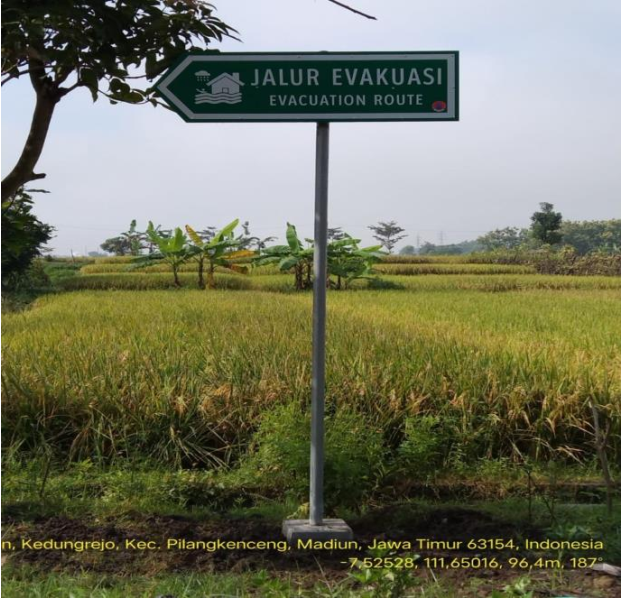 JALUR EVAKUASI
EVACUATION ROUTE
n, Kedungrejo, Kec. Pilangkenceng, Madiun, Jawa Timur 63154, Indonesia
-7,52528, 111,65016, 96,4m, 187°